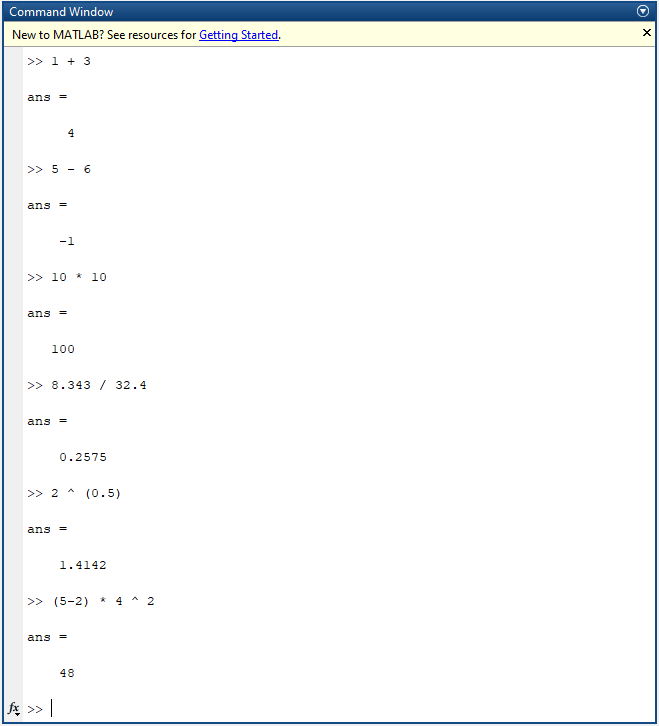 Command Window
New to MATLAB? See resources for Getting Started.
>> 1 + 3
ans =
4
>> 5 - 6
ans =
-1
>> 10 * 10
ans =
100
>> 8.343 / 32.4
ans =
0.2575
>> 2 ^ (0.5)
ans =
1.4142
>> (5-2) * 4 ^ 2
ans =
48
fx >>